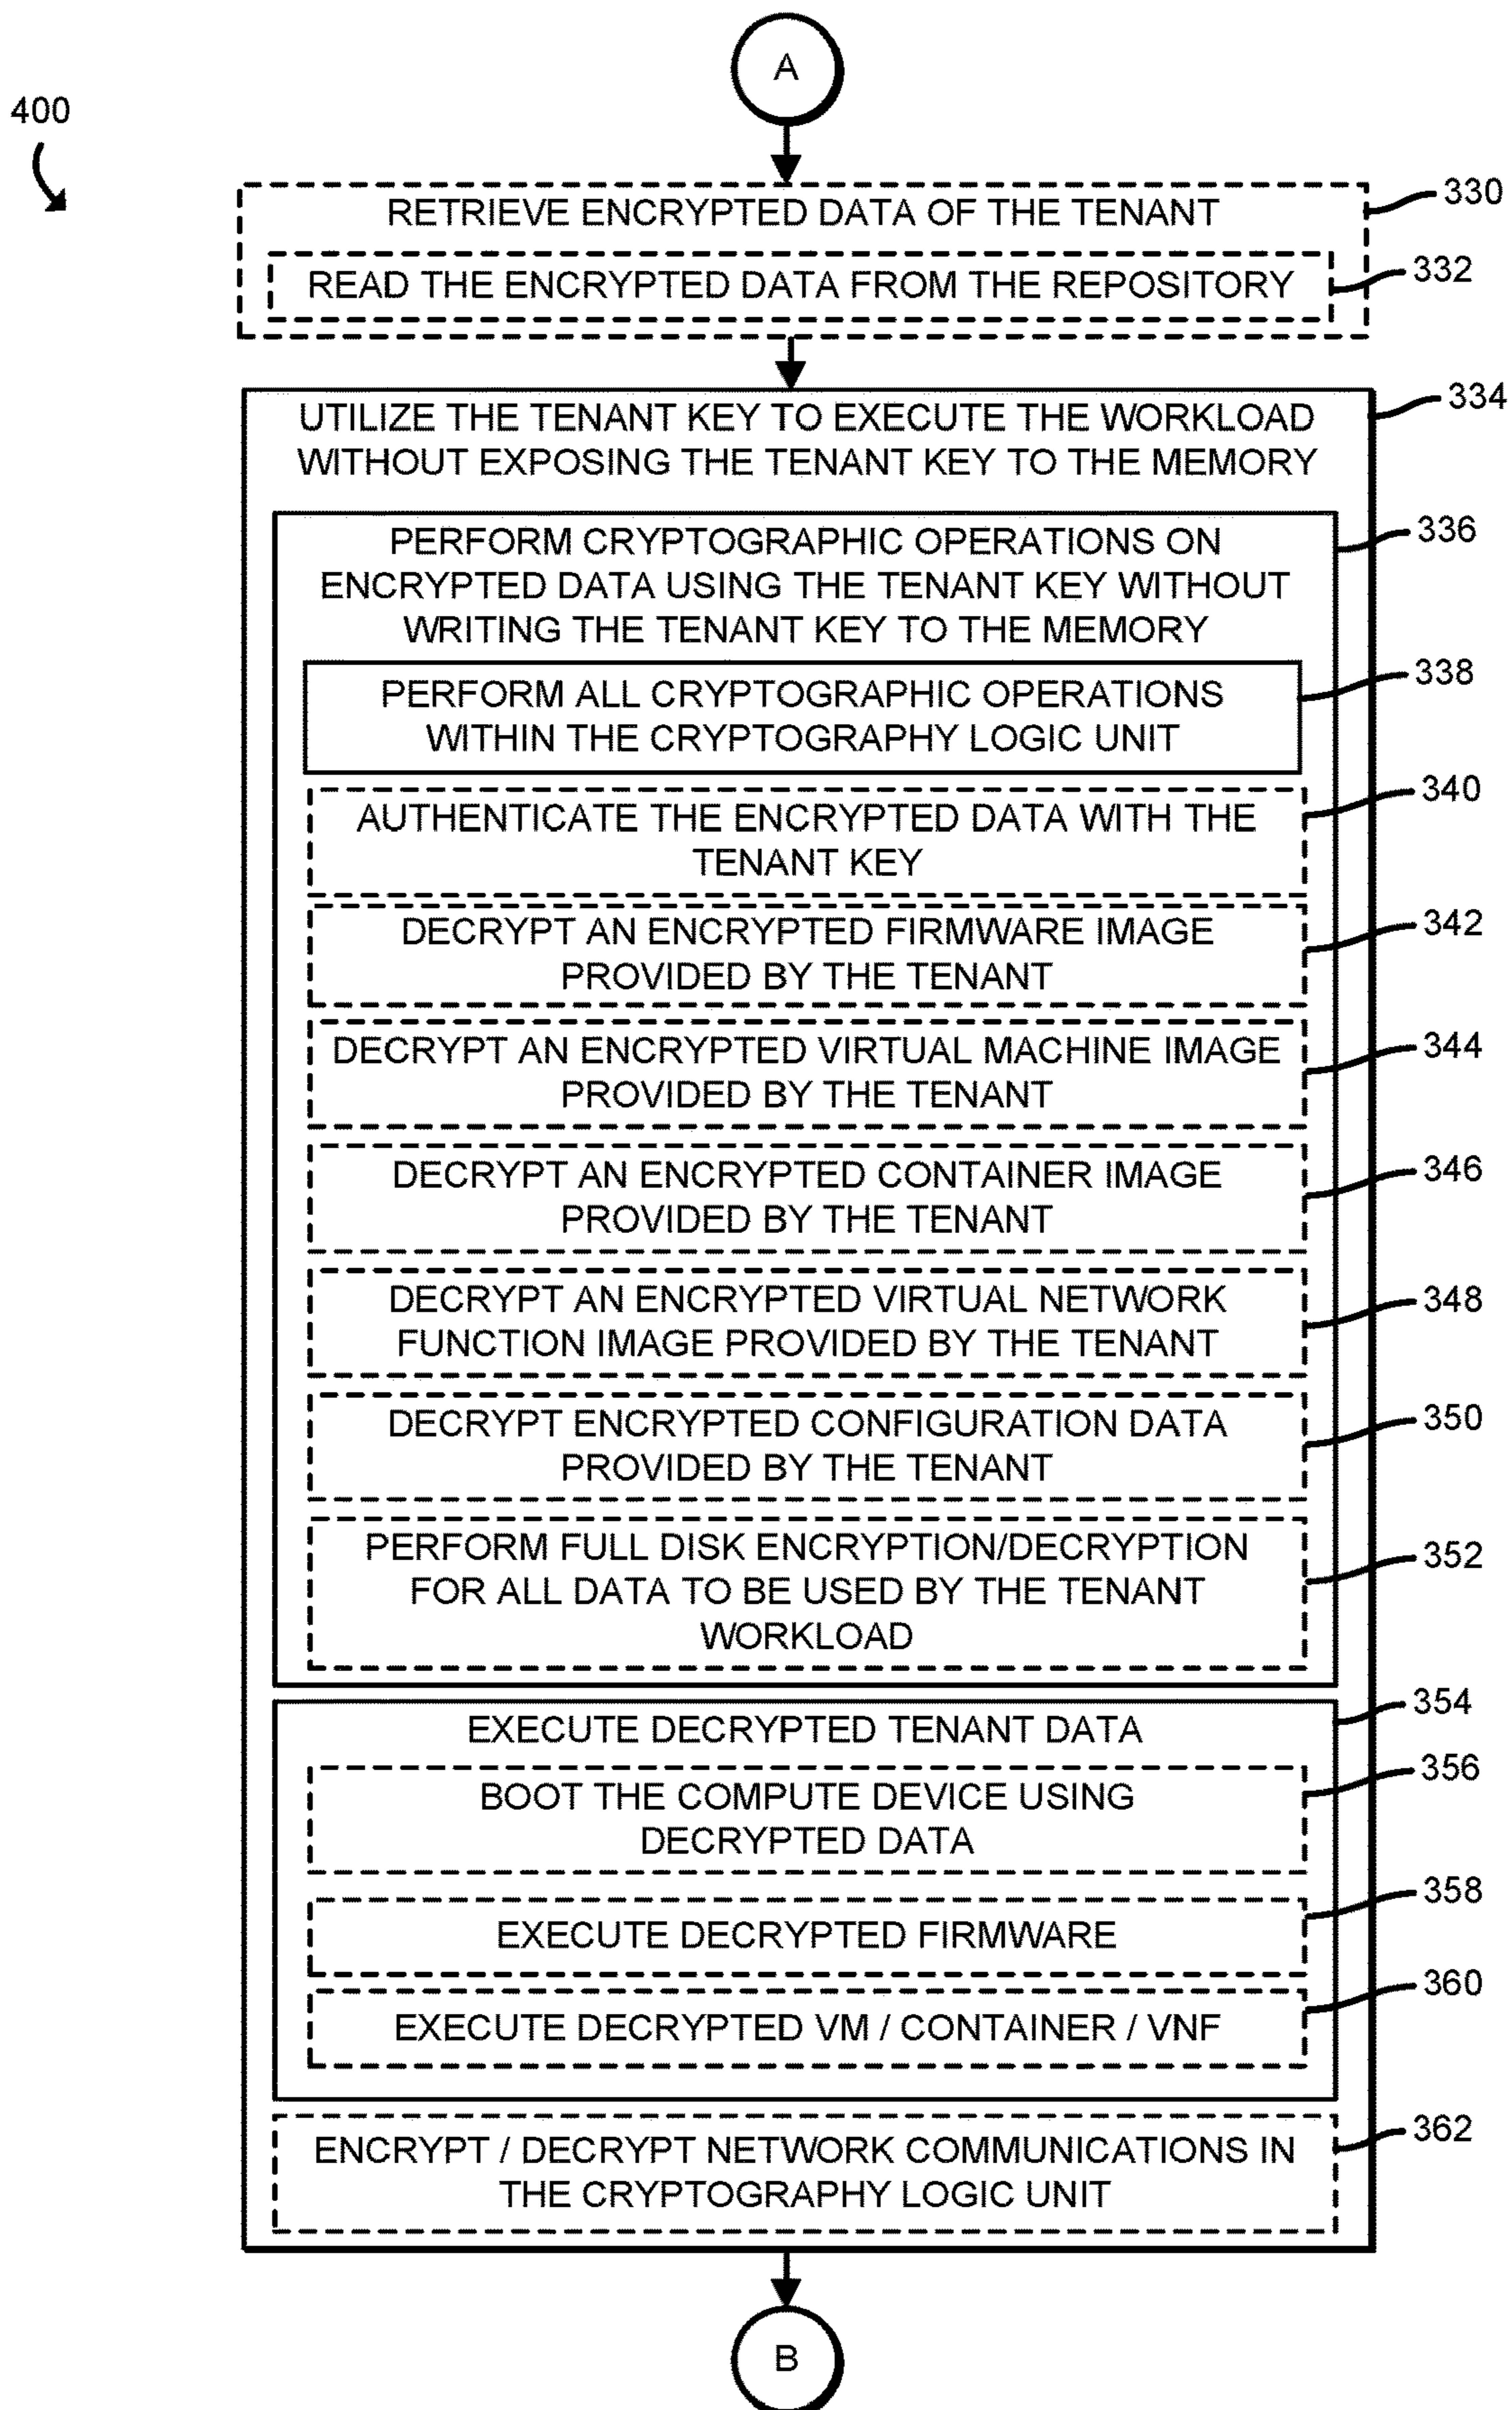 A
400
RETRIEVE ENCRYPTED DATA OF THE TENANT
330
READ THE ENCRYPTED DATA FROM THE REPOSITORY
332
UTILIZE THE TENANT KEY TO EXECUTE THE WORKLOAD
WITHOUT EXPOSING THE TENANT KEY TO THE MEMORY
334
PERFORM CRYPTOGRAPHIC OPERATIONS ON
ENCRYPTED DATA USING THE TENANT KEY WITHOUT
WRITING THE TENANT KEY TO THE MEMORY
336
PERFORM ALL CRYPTOGRAPHIC OPERATIONS
WITHIN THE CRYPTOGRAPHY LOGIC UNIT
338
AUTHENTICATE THE ENCRYPTED DATA WITH THE
TENANT KEY
340
DECRYPT AN ENCRYPTED FIRMWARE IMAGE
PROVIDED BY THE TENANT
342
DECRYPT AN ENCRYPTED VIRTUAL MACHINE IMAGE
PROVIDED BY THE TENANT
344
DECRYPT AN ENCRYPTED CONTAINER IMAGE
PROVIDED BY THE TENANT
346
DECRYPT AN ENCRYPTED VIRTUAL NETWORK
FUNCTION IMAGE PROVIDED BY THE TENANT
348
DECRYPT ENCRYPTED CONFIGURATION DATA
PROVIDED BY THE TENANT
350
PERFORM FULL DISK ENCRYPTION/DECRYPTION
FOR ALL DATA TO BE USED BY THE TENANT
WORKLOAD
352
EXECUTE DECRYPTED TENANT DATA
354
BOOT THE COMPUTE DEVICE USING
DECRYPTED DATA
356
EXECUTE DECRYPTED FIRMWARE
358
EXECUTE DECRYPTED VM / CONTAINER / VNF
360
ENCRYPT / DECRYPT NETWORK COMMUNICATIONS IN
THE CRYPTOGRAPHY LOGIC UNIT
362
B